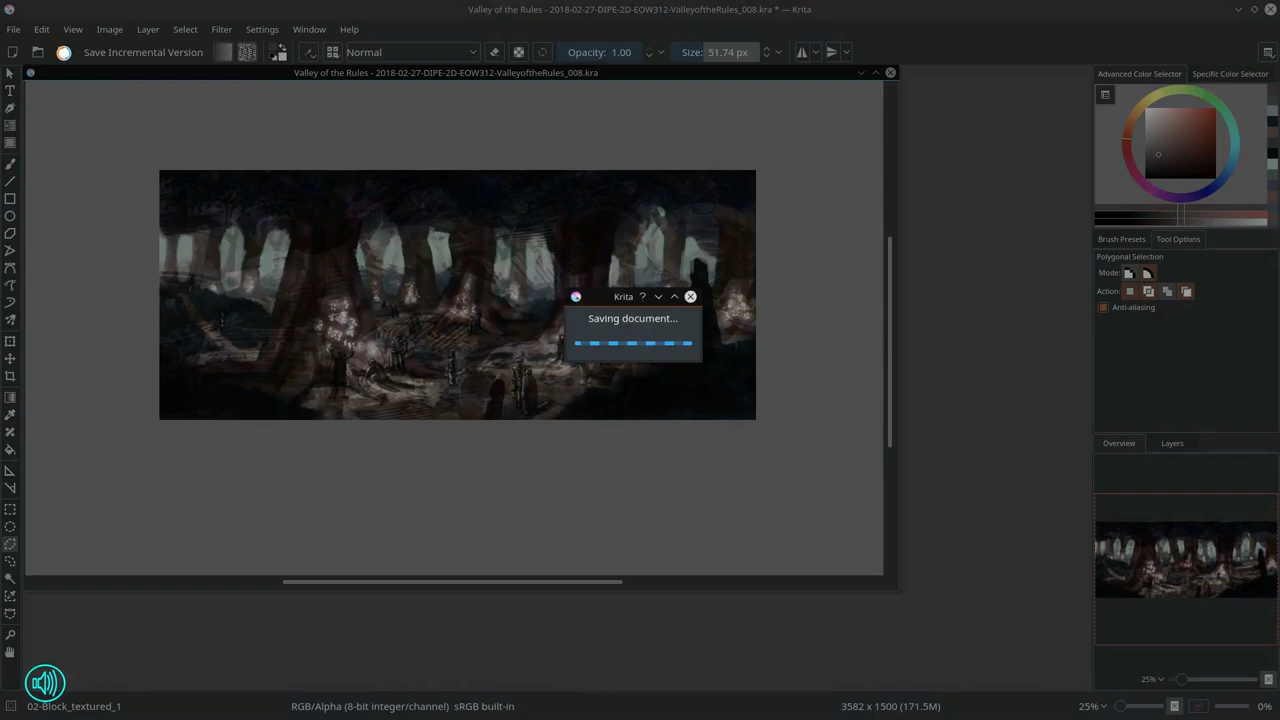 Valley of the Rules - 2018-02-27-DIPE-2D-EOW312-ValleyoftheRules_008.kra * — Krita
File Edit View Image Layer Select Filter Settings Window Help
Save Incremental Version Normal Opacity: 1.00 Size: 51.74 px
Valley of the Rules - 2018-02-27-DIPE-2D-EOW312-ValleyoftheRules_008.kra
Advanced Color Selector Specific Color Selector
Brush Presets Tool Options
Polygonal Selection
Mode:
Action:
Anti-aliasing
Krita ?
Saving document...
Overview Layers
25%
02-Block_textured_1 RGB/Alpha (8-bit integer/channel) sRGB built-in 3582 x 1500 (171.5M) 25% 0%